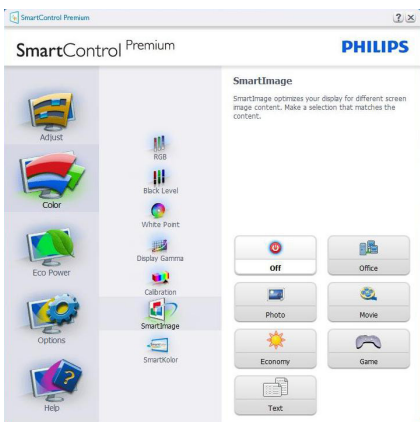 SmartControl Premium
SmartControl Premium
PHILIPS
Adjust
Color
Eco Power
Options
Help
RGB
Black Level
White Point
Display Gamma
Calibration
SmartImage
SmartKolor
SmartImage
SmartImage optimizes your display for different screen
image content. Make a selection that matches the
content.
Off
Office
Photo
Movie
Economy
Game
Text